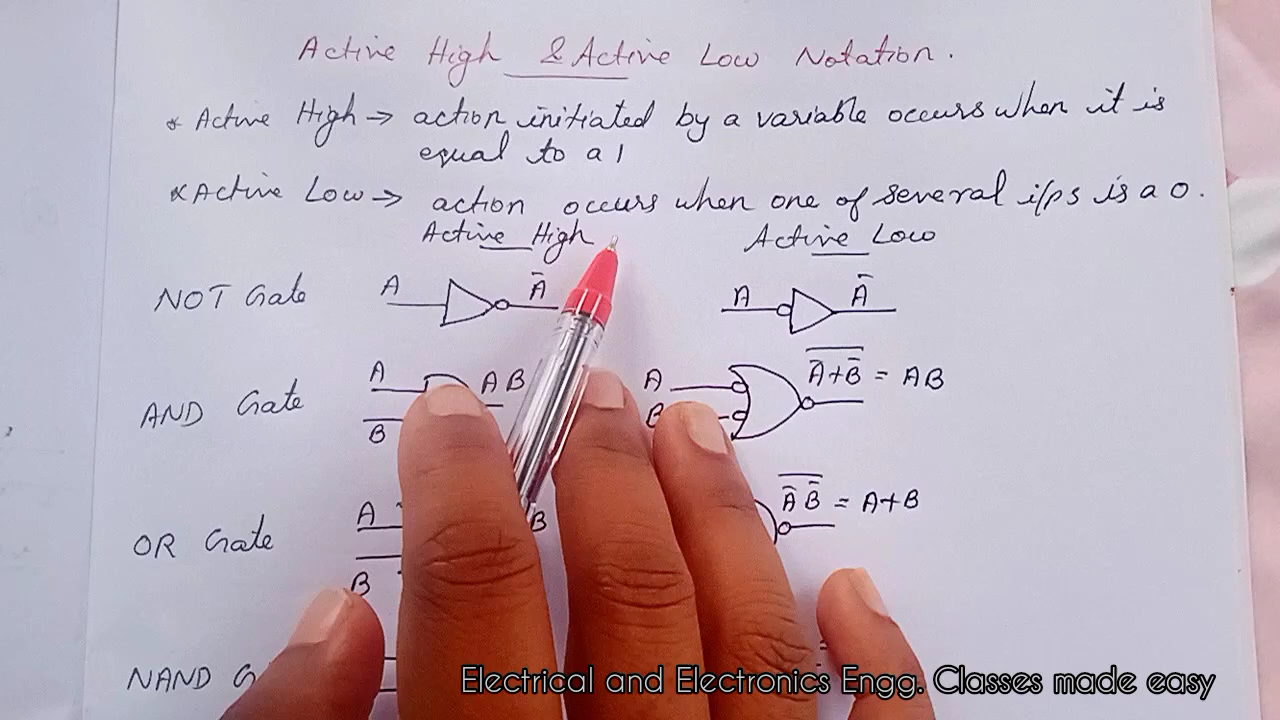 Active High & Active Low Notation.
* Active High → action initiated by a variable occurs when it is
equal to a 1
* Active Low → action occurs when one of several i/ps is a 0.
Active High Active Low
NOT Gate A Ā A Ā
AND Gate A B AB A B \overline{Ā+B̄} = AB
OR Gate A B B \overline{Ā B̄} = A+B
NAND G
Electrical and Electronics Engg. Classes made easy